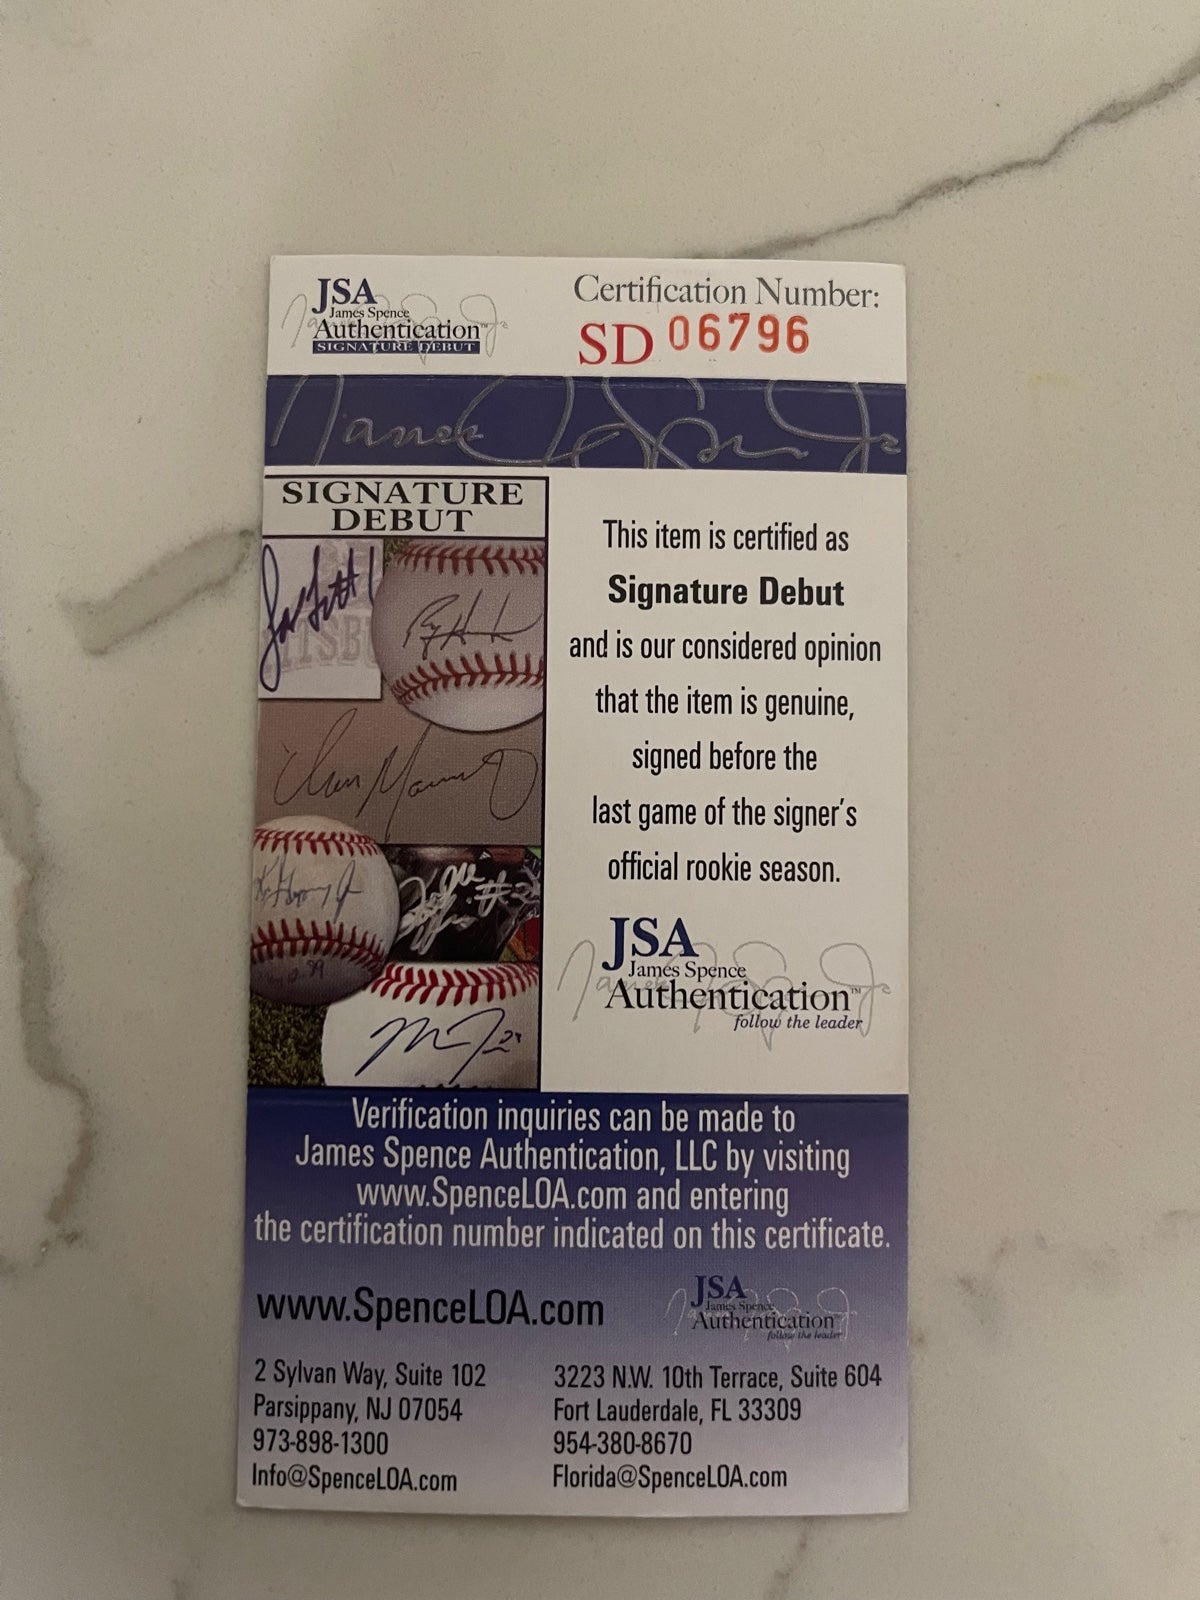 JSA
James Spence
Authentication™
SIGNATURE DEBUT
Certification Number:
SD 06796
SIGNATURE
DEBUT
This item is certified as
Signature Debut
and is our considered opinion
that the item is genuine,
signed before the
last game of the signer's
official rookie season.
JSA
James Spence
Authentication™
follow the leader
Verification inquiries can be made to
James Spence Authentication, LLC by visiting
www.SpenceLOA.com and entering
the certification number indicated on this certificate.
www.SpenceLOA.com
JSA
James Spence
Authentication
follow the leader
2 Sylvan Way, Suite 102
Parsippany, NJ 07054
973-898-1300
Info@SpenceLOA.com
3223 N.W. 10th Terrace, Suite 604
Fort Lauderdale, FL 33309
954-380-8670
Florida@SpenceLOA.com